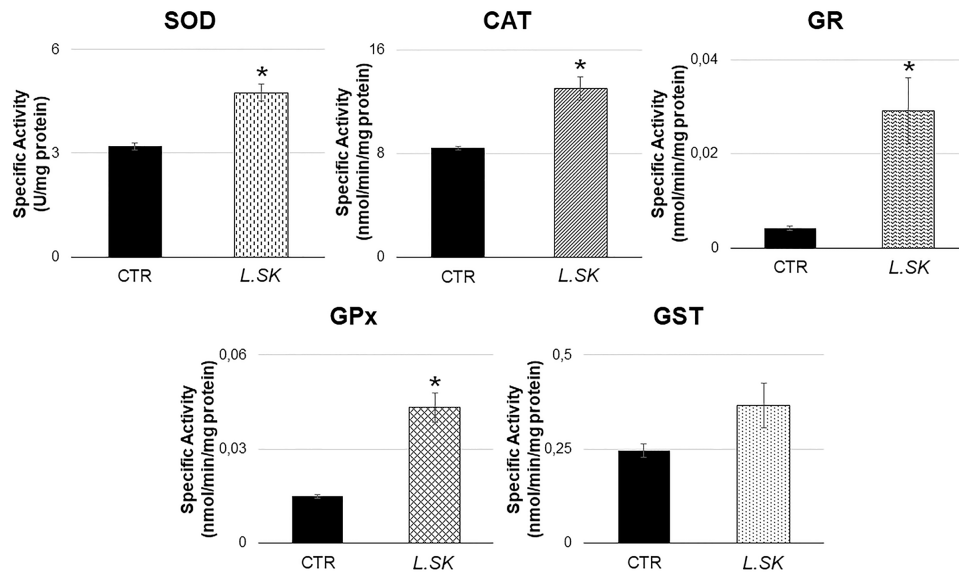 SOD
6
3
0
Specific Activity
(U/mg protein)
*
CTR
L.SK
CAT
16
8
0
Specific Activity
(nmol/min/mg protein)
*
CTR
L.SK
GR
0,04
0,02
0
Specific Activity
(nmol/min/mg protein)
*
CTR
L.SK
GPx
0,06
0,03
0
Specific Activity
(nmol/min/mg protein)
*
CTR
L.SK
GST
0,5
0,25
0
Specific Activity
(nmol/min/mg protein)
CTR
L.SK